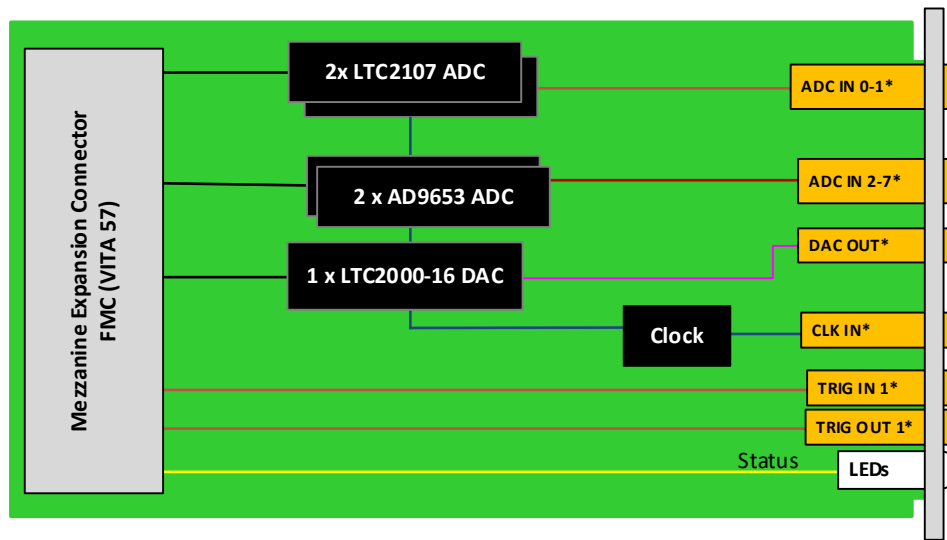 Mezzanine Expansion Connector
FMC (VITA 57)
2x LTC2107 ADC
2 x AD9653 ADC
1 x LTC2000-16 DAC
Clock
ADC IN 0-1*
ADC IN 2-7*
DAC OUT*
CLK IN*
TRIG IN 1*
TRIG OUT 1*
Status
LEDs